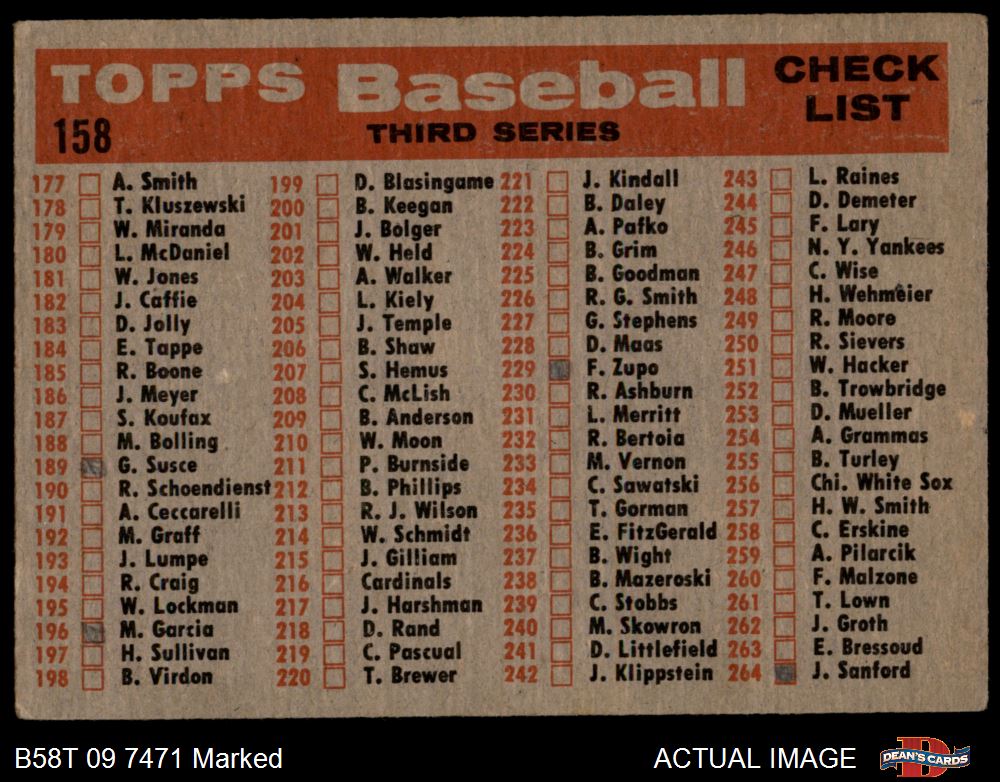 TOPPS Baseball CHECK LIST
158 THIRD SERIES
177 A. Smith
178 T. Kluszewski
179 W. Miranda
180 L. McDaniel
181 W. Jones
182 J. Caffie
183 D. Jolly
184 E. Tappe
185 R. Boone
186 J. Meyer
187 S. Koufax
188 M. Bolling
189 G. Susce
190 R. Schoendienst
191 A. Ceccarelli
192 M. Graff
193 J. Lumpe
194 R. Craig
195 W. Lockman
196 M. Garcia
197 H. Sullivan
198 B. Virdon
199 D. Blasingame
200 B. Keegan
201 J. Bolger
202 W. Held
203 A. Walker
204 L. Kiely
205 J. Temple
206 B. Shaw
207 S. Hemus
208 C. McLish
209 B. Anderson
210 W. Moon
211 P. Burnside
212 B. Phillips
213 R. J. Wilson
214 W. Schmidt
215 J. Gilliam
216 Cardinals
217 J. Harshman
218 D. Rand
219 C. Pascual
220 T. Brewer
221 J. Kindall
222 B. Daley
223 A. Pafko
224 B. Grim
225 B. Goodman
226 R. G. Smith
227 G. Stephens
228 D. Maas
229 F. Zupo
230 R. Ashburn
231 L. Merritt
232 R. Bertoia
233 M. Vernon
234 C. Sawatski
235 T. Gorman
236 E. FitzGerald
237 B. Wight
238 B. Mazeroski
239 C. Stobbs
240 M. Skowron
241 D. Littlefield
242 J. Klippstein
243 L. Raines
244 D. Demeter
245 F. Lary
246 N. Y. Yankees
247 C. Wise
248 H. Wehmeier
249 R. Moore
250 R. Sievers
251 W. Hacker
252 B. Trowbridge
253 D. Mueller
254 A. Grammas
255 B. Turley
256 Chi. White Sox
257 H. W. Smith
258 C. Erskine
259 A. Pilarcik
260 F. Malzone
261 T. Lown
262 J. Groth
263 E. Bressoud
264 J. Sanford
B58T 09 7471 Marked
ACTUAL IMAGE
DEAN'S CARDS